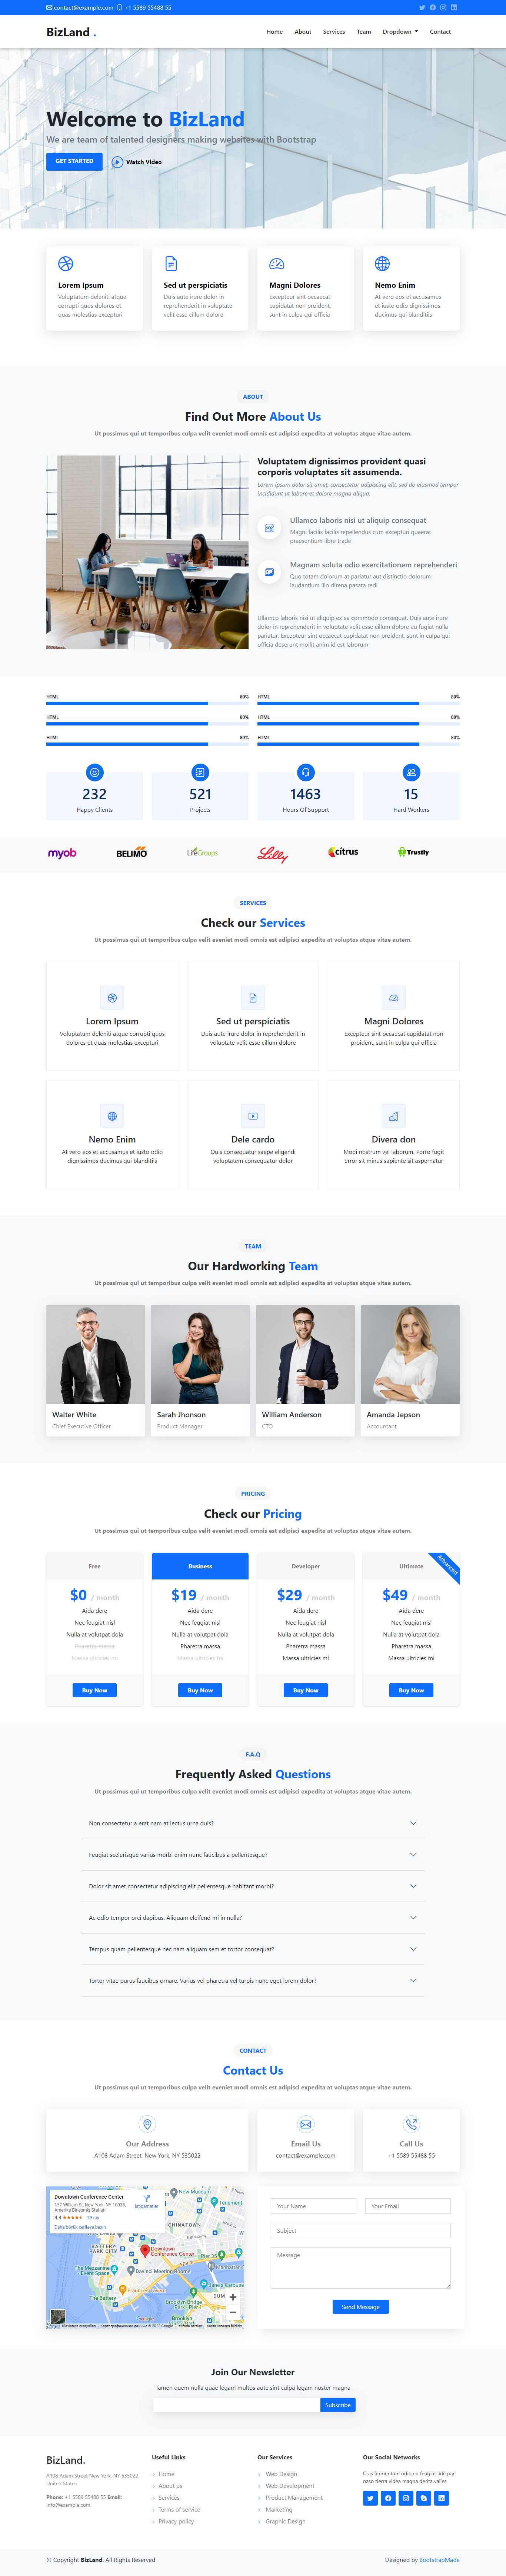 contact@example.com +1 5589 55488 55
BizLand .
Home About Services Team Dropdown Contact
Welcome to BizLand
We are team of talented designers making websites with Bootstrap
GET STARTED Watch Video
Lorem Ipsum
Voluptatum deleniti atque
corrupti quos dolores et
quas molestias excepturi
Sed ut perspiciatis
Duis aute irure dolor in
reprehenderit in voluptate
velit esse cillum dolore
Magni Dolores
Excepteur sint occaecat
cupidatat non proident,
sunt in culpa qui officia
Nemo Enim
At vero eos et accusamus
et iusto odio dignissimos
ducimus qui blanditiis
ABOUT
Find Out More About Us
Ut possimus qui ut temporibus culpa velit eveniet modi omnis est adipisci expedita at voluptas atque vitae autem.
Voluptatem dignissimos provident quasi
corporis voluptates sit assumenda.
Lorem ipsum dolor sit amet, consectetur adipiscing elit, sed do eiusmod tempor
incididunt ut labore et dolore magna aliqua.
Ullamco laboris nisi ut aliquip consequat
Magni facilis facilis repellendus cum excepturi quaerat
praesentium libre trade
Magnam soluta odio exercitationem reprehenderi
Quo totam dolorum at pariatur aut distinctio dolorum
laudantium illo direna pasata redi
Ullamco laboris nisi ut aliquip ex ea commodo consequat. Duis aute irure
dolor in reprehenderit in voluptate velit esse cillum dolore eu fugiat nulla
pariatur. Excepteur sint occaecat cupidatat non proident, sunt in culpa qui
officia deserunt mollit anim id est laborum
HTML 80% HTML 80%
HTML 80% HTML 80%
HTML 80% HTML 80%
232
Happy Clients
521
Projects
1463
Hours Of Support
15
Hard Workers
myob BELIMO LifeGroups Lilly citrus Trustly
SERVICES
Check our Services
Ut possimus qui ut temporibus culpa velit eveniet modi omnis est adipisci expedita at voluptas atque vitae autem.
Lorem Ipsum
Voluptatum deleniti atque corrupti quos
dolores et quas molestias excepturi
Sed ut perspiciatis
Duis aute irure dolor in reprehenderit in
voluptate velit esse cillum dolore
Magni Dolores
Excepteur sint occaecat cupidatat non
proident, sunt in culpa qui officia
Nemo Enim
At vero eos et accusamus et iusto odio
dignissimos ducimus qui blanditiis
Dele cardo
Quis consequatur saepe eligendi
voluptatem consequatur dolor
Divera don
Modi nostrum vel laborum. Porro fugit
error sit minus sapiente sit aspernatur
TEAM
Our Hardworking Team
Ut possimus qui ut temporibus culpa velit eveniet modi omnis est adipisci expedita at voluptas atque vitae autem.
Walter White
Chief Executive Officer
Sarah Jhonson
Product Manager
William Anderson
CTO
Amanda Jepson
Accountant
PRICING
Check our Pricing
Ut possimus qui ut temporibus culpa velit eveniet modi omnis est adipisci expedita at voluptas atque vitae autem.
Free
$0 / month
Aida dere
Nec feugiat nisl
Nulla at volutpat dola
Pharetra massa
Massa ultricies mi
Buy Now
Business
$19 / month
Aida dere
Nec feugiat nisl
Nulla at volutpat dola
Pharetra massa
Massa ultricies mi
Buy Now
Developer
$29 / month
Aida dere
Nec feugiat nisl
Nulla at volutpat dola
Pharetra massa
Massa ultricies mi
Buy Now
Advanced
Ultimate
$49 / month
Aida dere
Nec feugiat nisl
Nulla at volutpat dola
Pharetra massa
Massa ultricies mi
Buy Now
F.A.Q
Frequently Asked Questions
Ut possimus qui ut temporibus culpa velit eveniet modi omnis est adipisci expedita at voluptas atque vitae autem.
Non consectetur a erat nam at lectus urna duis?
Feugiat scelerisque varius morbi enim nunc faucibus a pellentesque?
Dolor sit amet consectetur adipiscing elit pellentesque habitant morbi?
Ac odio tempor orci dapibus. Aliquam eleifend mi in nulla?
Tempus quam pellentesque nec nam aliquam sem et tortor consequat?
Tortor vitae purus faucibus ornare. Varius vel pharetra vel turpis nunc eget lorem dolor?
CONTACT
Contact Us
Ut possimus qui ut temporibus culpa velit eveniet modi omnis est adipisci expedita at voluptas atque vitae autem.
Our Address
A108 Adam Street, New York, NY 535022
Email Us
contact@example.com
Call Us
+1 5589 55488 55
Downtown Conference Center
157 William St, New York, NY 10038,
4,4
New Museum
Tenement
BATTERY
PARK CITY
Downtown
Conference Center
Davinci Meeting Rooms
The Mezzanine
Event Space
Fraunces
The Battery
Manhatta
Brooklyn
Bridge Park
DUM
Your Name Your Email
Subject
Message
Send Message
Join Our Newsletter
Tamen quem nulla quae legam multos aute sint culpa legam noster magna
Subscribe
BizLand.
A108 Adam Street New York, NY 535022
United States
Phone: +1 5589 55488 55 Email:
info@example.com
Useful Links
Home
About us
Services
Terms of service
Privacy policy
Our Services
Web Design
Web Development
Product Management
Marketing
Graphic Design
Our Social Networks
Cras fermentum odio eu feugiat lide par
naso tierra videa magna derita valies
© Copyright BizLand. All Rights Reserved
Designed by BootstrapMade